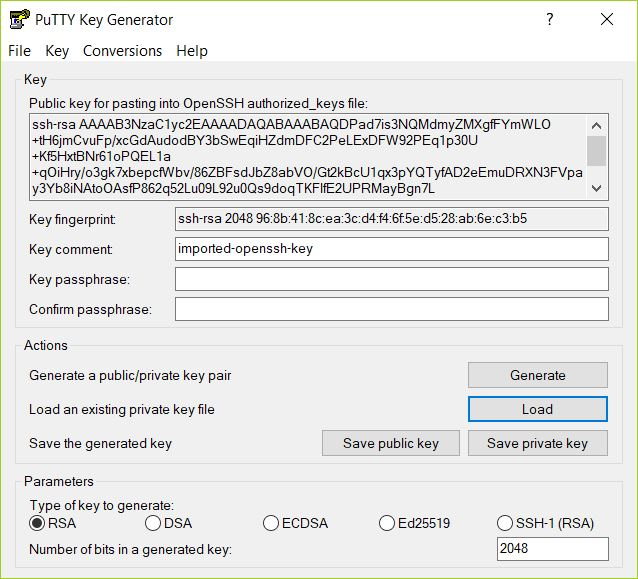 PuTTY Key Generator
?
File Key Conversions Help
Key
Public key for pasting into OpenSSH authorized_keys file:
ssh-rsa AAAAB3NzaC1yc2EAAAADAQABAAABAQDPad7is3NQMdmyZMXgfFYmWLO
+tH6jmCvuFp/xcGdAudodBY3bSwEqiHZdmDFC2PeLExDFW92PEq1p30U
+Kf5HxtBNr61oPQEL1a
+qOiHry/o3gk7xbepcfWbv/86ZBFsdJbZ8abVO/Gt2kBcU1qx3pYQTyfAD2eEmuDRXN3FVpa
y3Yb8iNAtoOAsfP862q52Lu09L92u0Qs9doqTKFIfE2UPRMayBgn7L
Key fingerprint: ssh-rsa 2048 96:8b:41:8c:ea:3c:d4:f4:6f:5e:d5:28:ab:6e:c3:b5
Key comment: imported-openssh-key
Key passphrase:
Confirm passphrase:
Actions
Generate a public/private key pair Generate
Load an existing private key file Load
Save the generated key Save public key Save private key
Parameters
Type of key to generate:
RSA DSA ECDSA Ed25519 SSH-1 (RSA)
Number of bits in a generated key: 2048